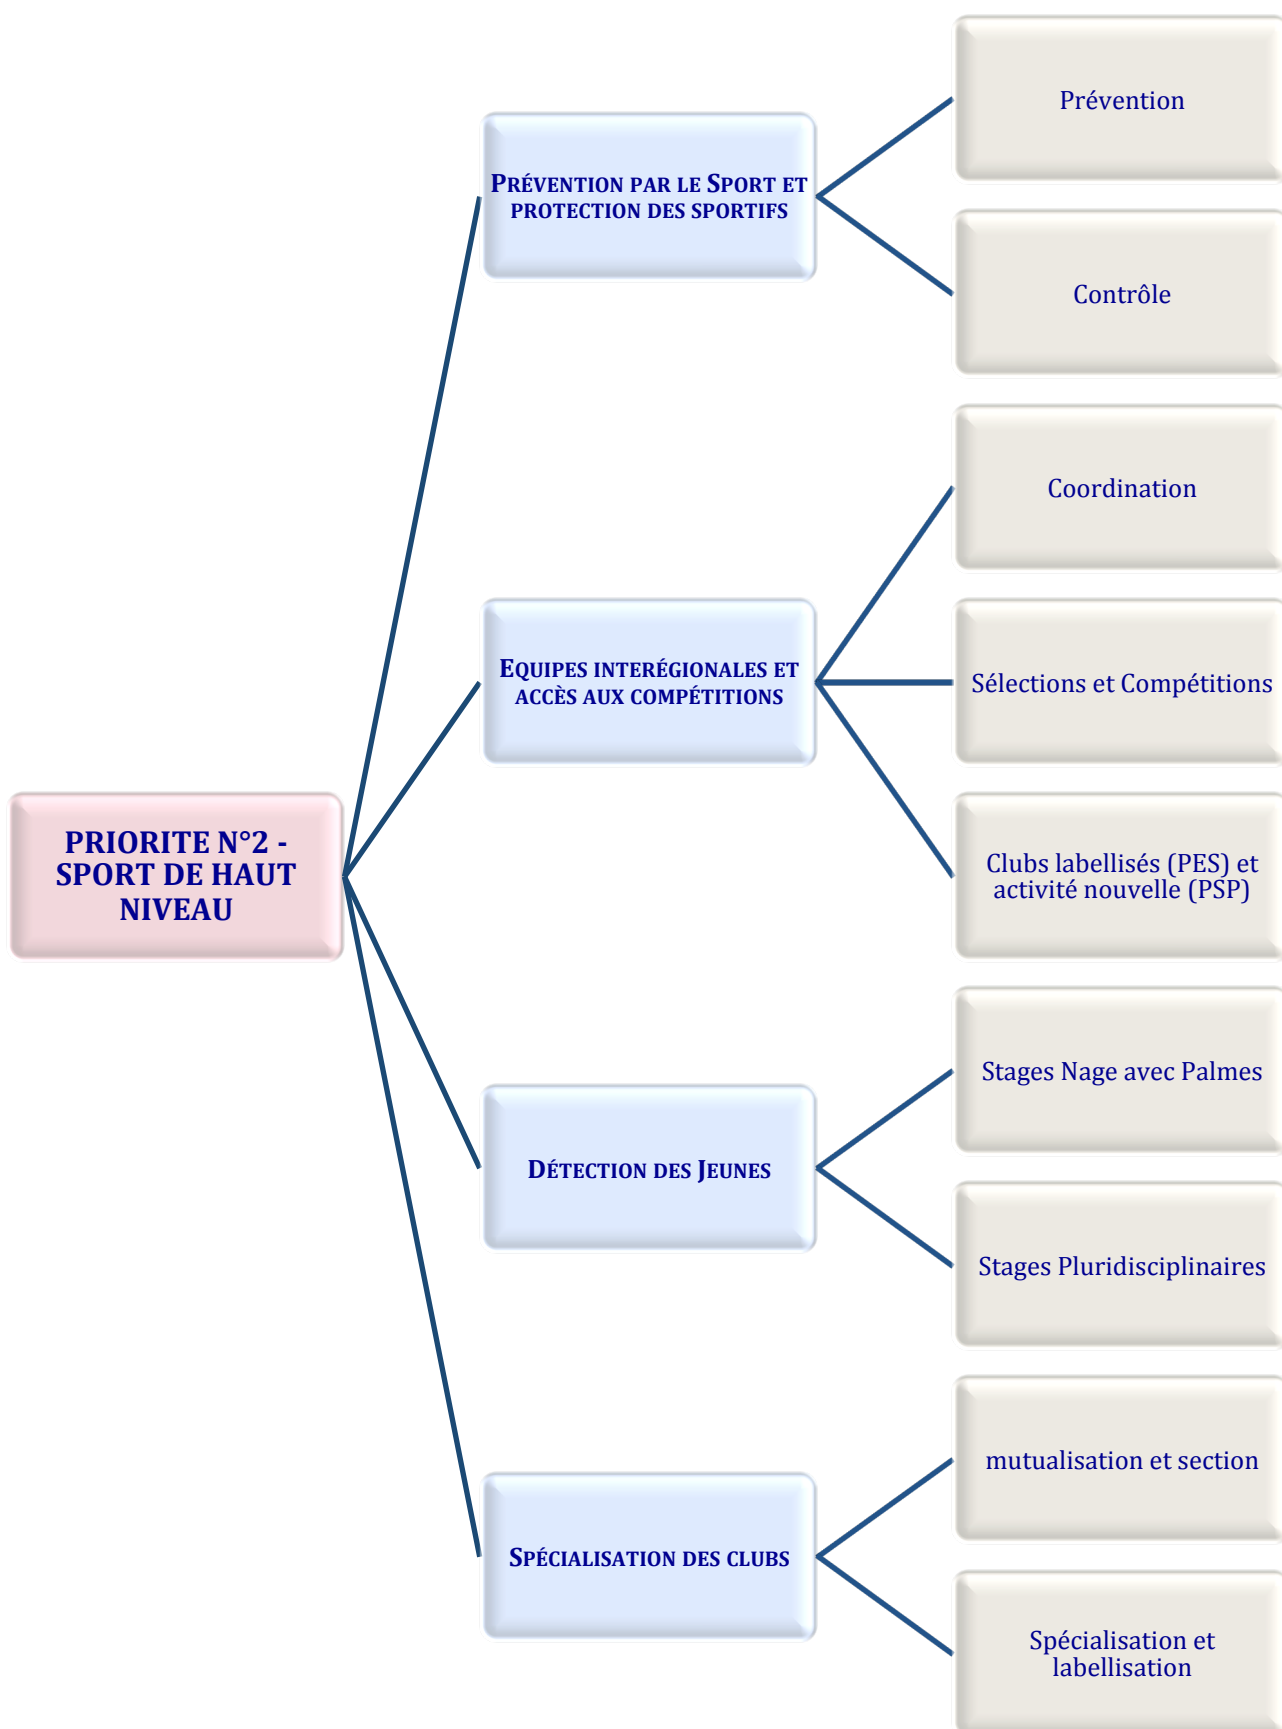 PRIORITE N°2 -
SPORT DE HAUT
NIVEAU
PRÉVENTION PAR LE SPORT ET
PROTECTION DES SPORTIFS
Prévention
Contrôle
EQUIPES INTERÉGIONALES ET
ACCÈS AUX COMPÉTITIONS
Coordination
Sélections et Compétitions
Clubs labellisés (PES) et
activité nouvelle (PSP)
DÉTECTION DES JEUNES
Stages Nage avec Palmes
Stages Pluridisciplinaires
SPÉCIALISATION DES CLUBS
mutualisation et section
Spécialisation et
labellisation